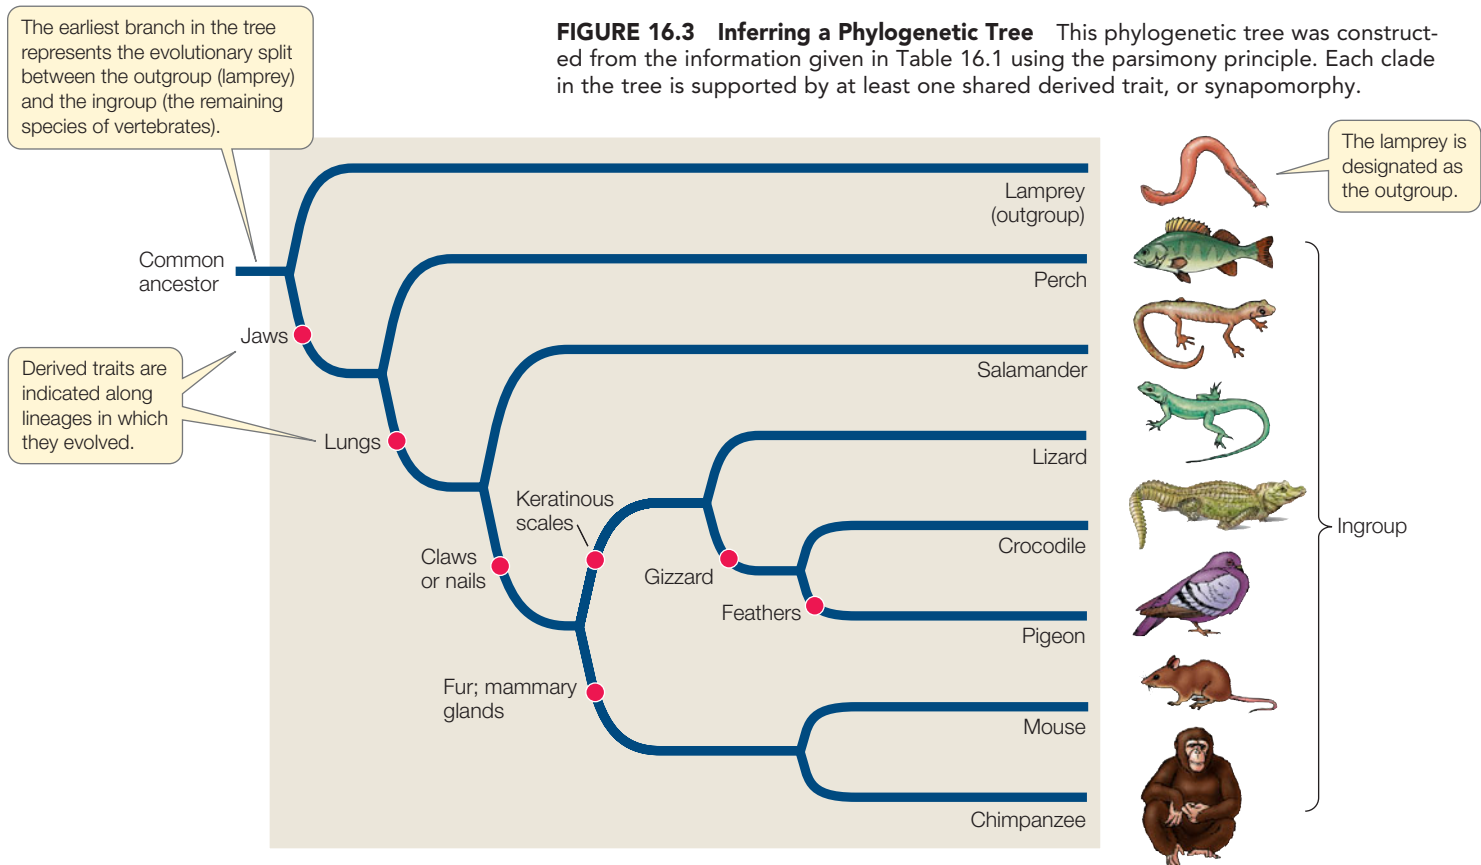 The earliest branch in the tree
represents the evolutionary split
between the outgroup (lamprey)
and the ingroup (the remaining
species of vertebrates).
FIGURE 16.3 Inferring a Phylogenetic Tree This phylogenetic tree was construct-
ed from the information given in Table 16.1 using the parsimony principle. Each clade
in the tree is supported by at least one shared derived trait, or synapomorphy.
The lamprey is
designated as
the outgroup.
Lamprey
(outgroup)
Common
ancestor
Perch
Jaws
Derived traits are
indicated along
lineages in which
they evolved.
Salamander
Lungs
Lizard
Keratinous
scales
Crocodile
Ingroup
Claws
or nails
Gizzard
Feathers
Pigeon
Fur; mammary
glands
Mouse
Chimpanzee